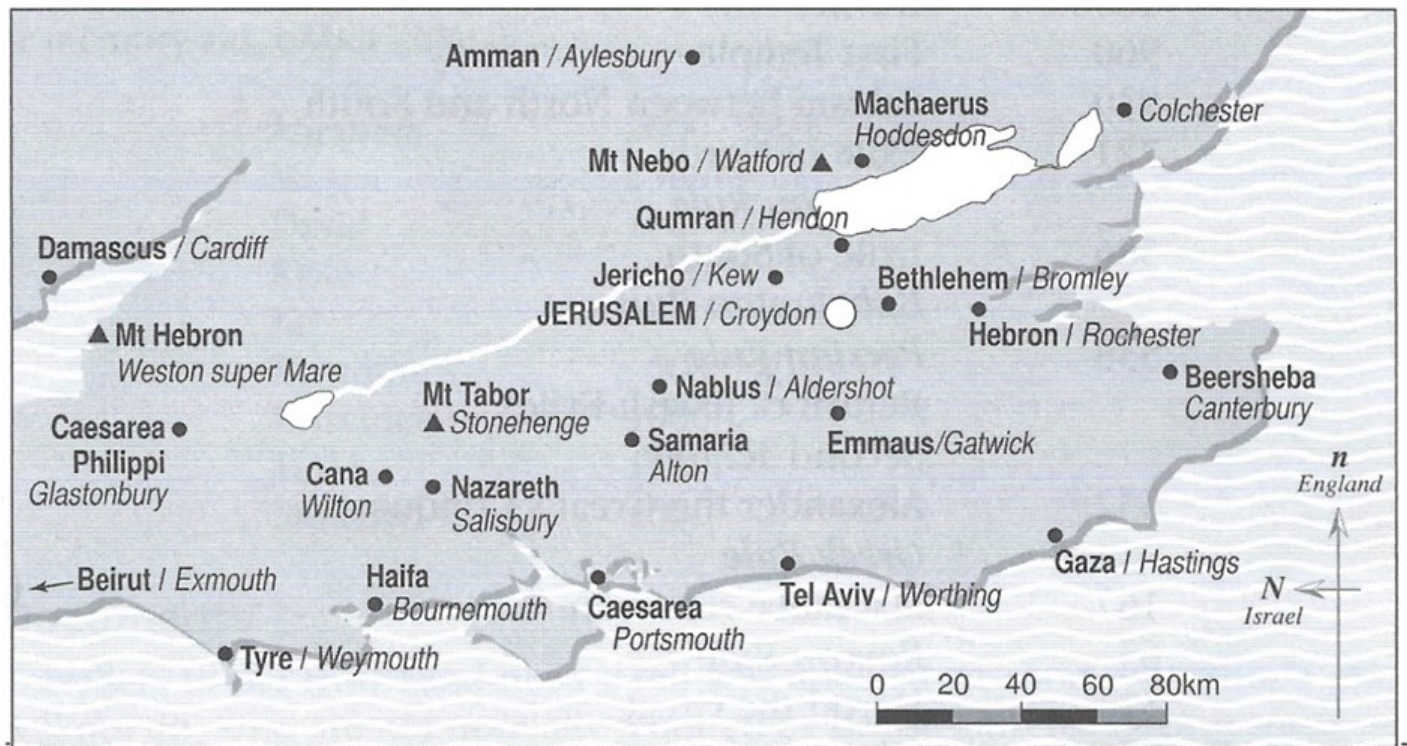 Amman / Aylesbury
Machaerus
Hoddesdon
Colchester
Mt Nebo / Watford
Qumran / Hendon
Damascus / Cardiff
Jericho / Kew
Bethlehem / Bromley
JERUSALEM / Croydon
Hebron / Rochester
Mt Hebron
Weston super Mare
Nablus / Aldershot
Beersheba
Canterbury
Mt Tabor
Stonehenge
Caesarea
Philippi
Glastonbury
Samaria
Alton
Emmaus/Gatwick
Cana
Wilton
Nazareth
Salisbury
n
England
N
Israel
Gaza / Hastings
Beirut / Exmouth
Haifa
Bournemouth
Caesarea
Portsmouth
Tel Aviv / Worthing
Tyre / Weymouth
0 20 40 60 80km